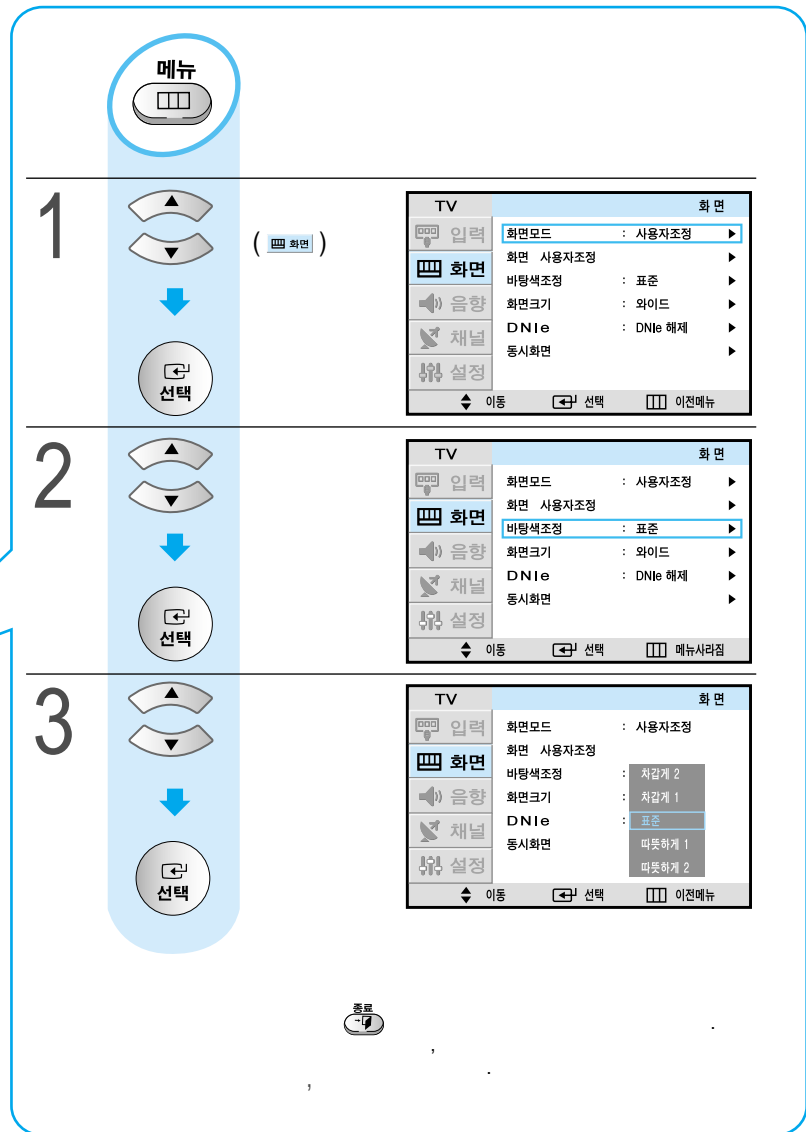 메뉴
1
( 화면 )
선택
TV 화 면
입력
화면
음향
채널
설정
화면모드 : 사용자조정 ▶
화면 사용자조정 ▶
바탕색조정 : 표준 ▶
화면크기 : 와이드 ▶
DNIe : DNIe 해제 ▶
동시화면 ▶
이동 선택 이전메뉴
2
선택
TV 화 면
입력
화면
음향
채널
설정
화면모드 : 사용자조정 ▶
화면 사용자조정 ▶
바탕색조정 : 표준 ▶
화면크기 : 와이드 ▶
DNIe : DNIe 해제 ▶
동시화면 ▶
이동 선택 메뉴사라짐
3
선택
TV 화 면
입력
화면
음향
채널
설정
화면모드 : 사용자조정
화면 사용자조정
바탕색조정 : 차갑게 2
화면크기 : 차갑게 1
DNIe : 표준
동시화면 따뜻하게 1
따뜻하게 2
이동 선택 이전메뉴
종료
.
,
.
,